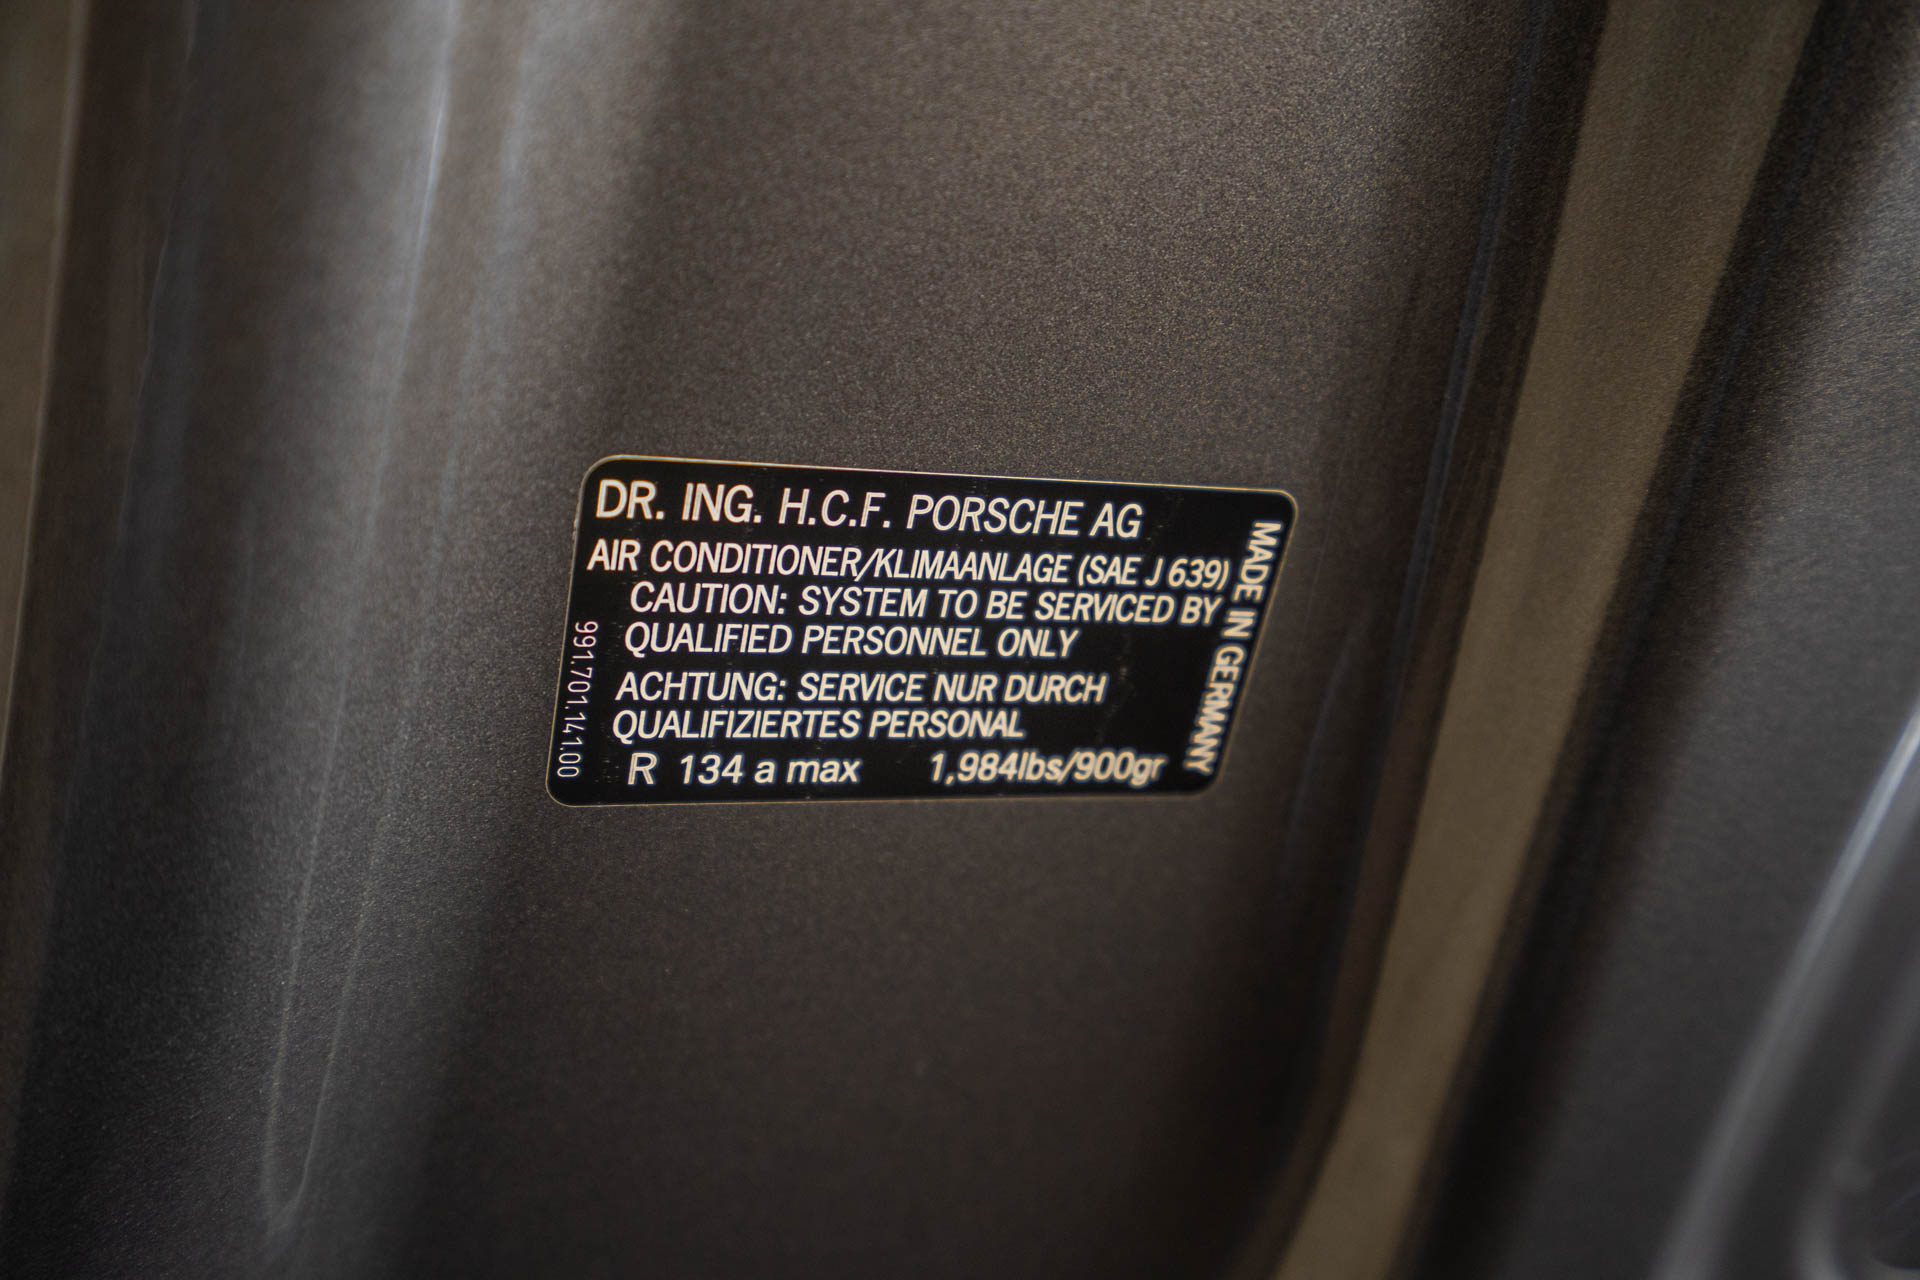 DR. ING. H.C.F. PORSCHE AG
AIR CONDITIONER/KLIMAANLAGE (SAE J 639)
CAUTION: SYSTEM TO BE SERVICED BY
QUALIFIED PERSONNEL ONLY
ACHTUNG: SERVICE NUR DURCH
QUALIFIZIERTES PERSONAL
R 134 a max 1,984lbs/900gr
991.701.141.00
MADE IN GERMANY